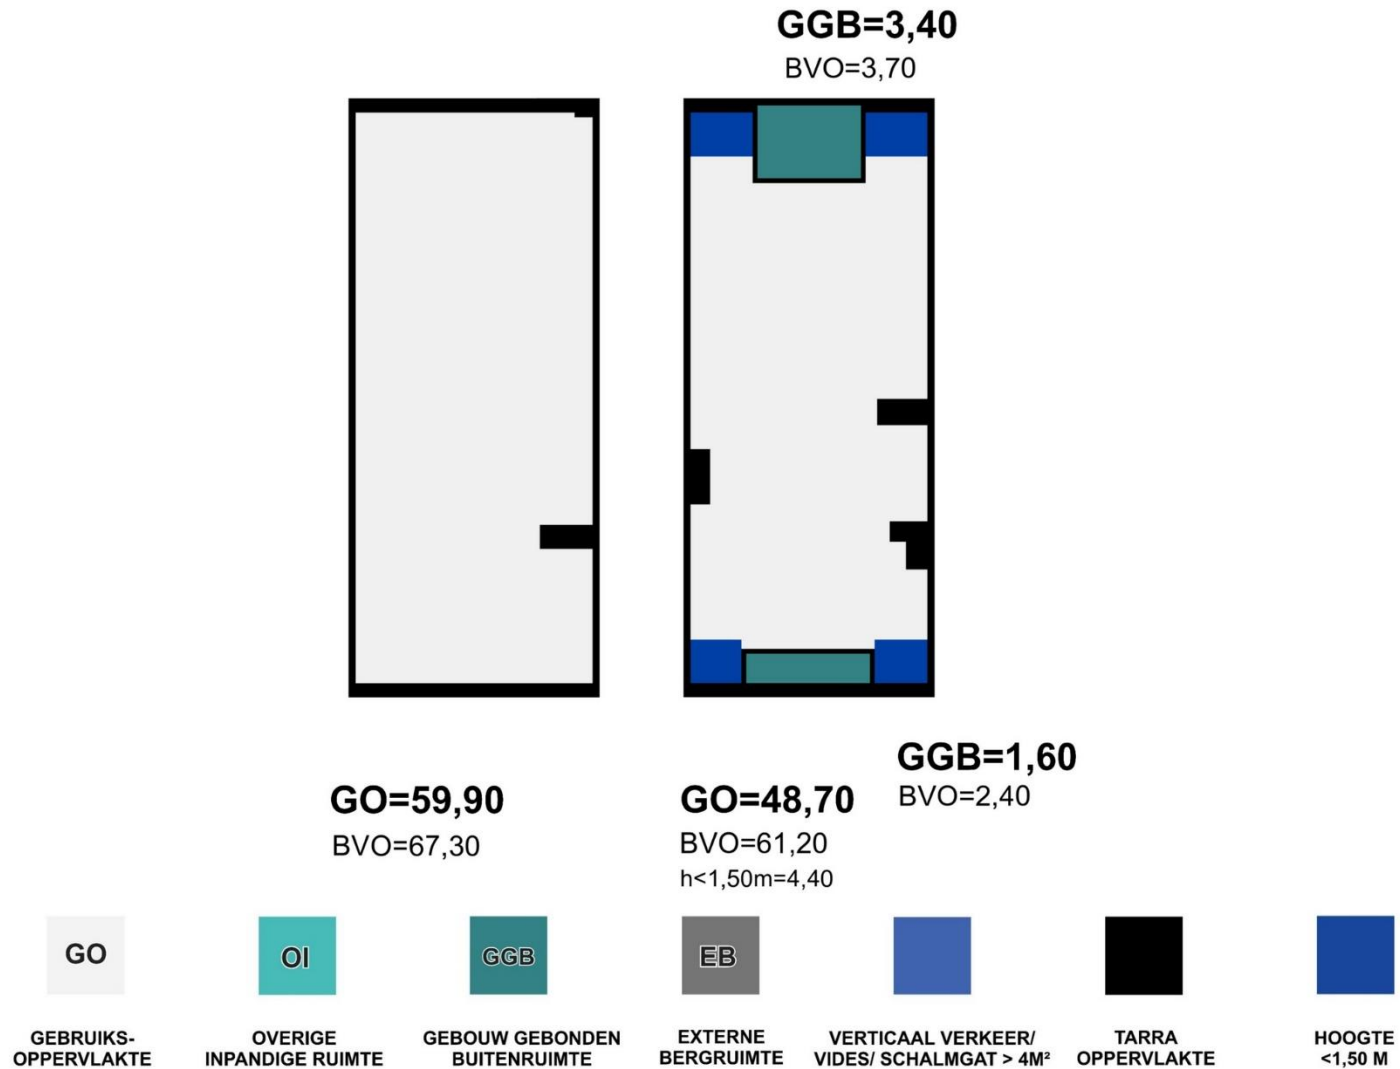 GGB=3,40
BVO=3,70
GGB=1,60
BVO=2,40
GO=59,90
BVO=67,30
GO=48,70
BVO=61,20
h<1,50m=4,40
GO
OI
GGB
EB
GEBRUIKS-
OPPERVLAKTE
OVERIGE
INPANDIGE RUIMTE
GEBOUW GEBONDEN
BUITENRUIMTE
EXTERNE
BERGRUIMTE
VERTICAAL VERKEER/
VIDES/ SCHALMGAT > 4M²
TARRA
OPPERVLAKTE
HOOGTE
<1,50 M